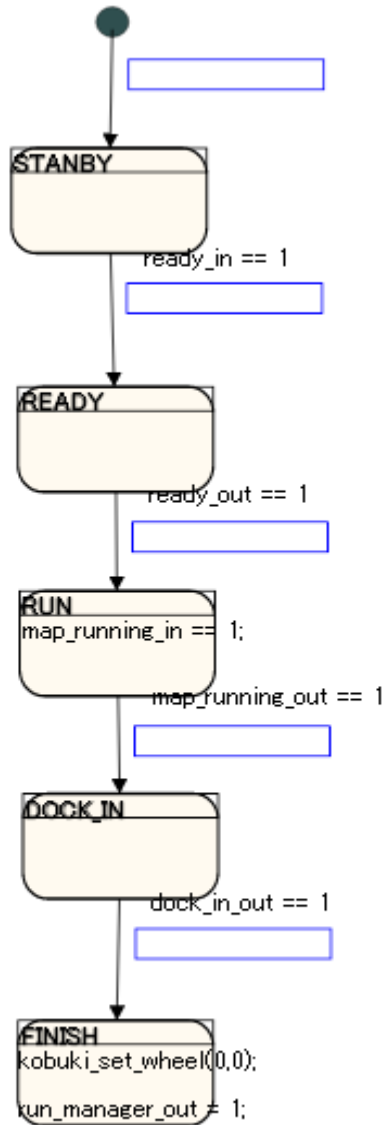 STANBY
ready_in == 1
READY
ready_out == 1
RUN
map_running_in == 1;
map_running_out == 1
DOCK_IN
dock_in_out == 1
FINISH
kobuki_set_wheel(0,0);
run_manager_out = 1;